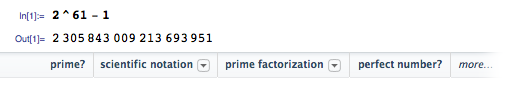 In[1]:= 2 ^ 61 − 1
Out[1]= 2 305 843 009 213 693 951
prime? scientific notation prime factorization perfect number? more...